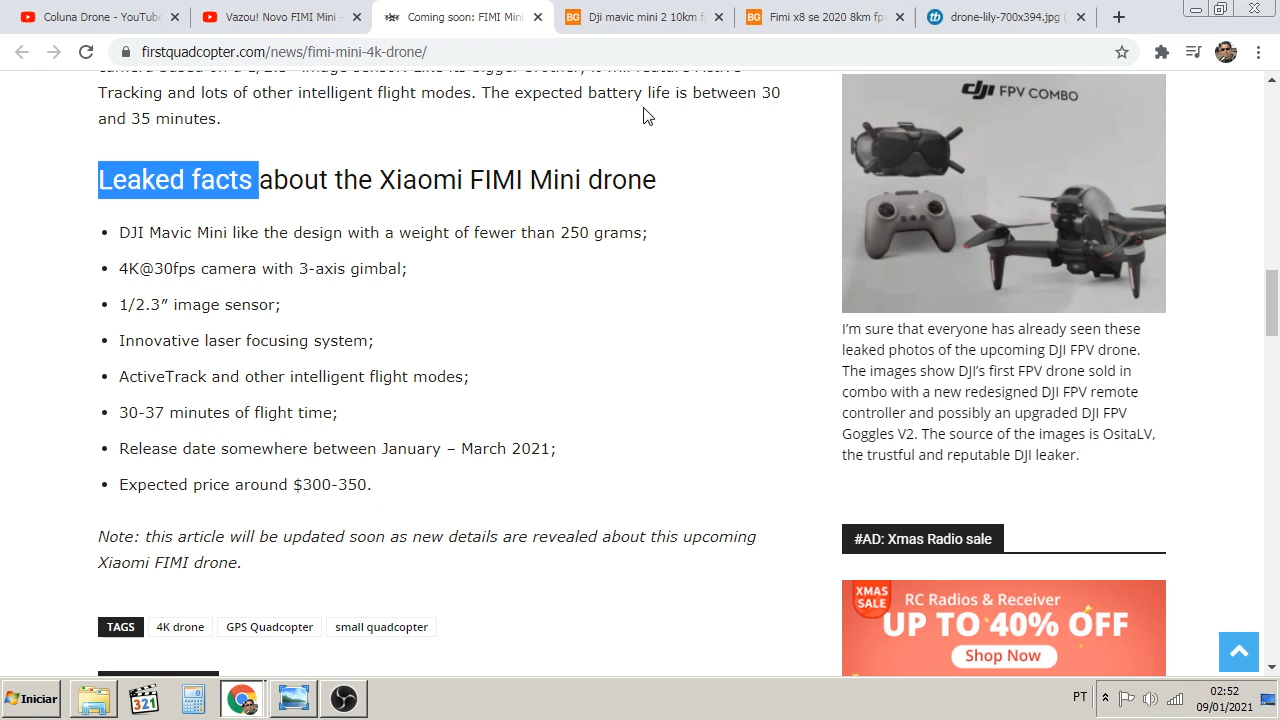 Coluna Drone - YouTube
Vazou! Novo FIMI Mini -
Coming soon: FIMI Mini
BG Dji mavic mini 2 10km f
BG Fimi x8 se 2020 8km fpv
tb drone-lily-700x394.jpg (
firstquadcopter.com/news/fimi-mini-4k-drone/
Tracking and lots of other intelligent flight modes. The expected battery life is between 30
and 35 minutes.
Leaked facts about the Xiaomi FIMI Mini drone
• DJI Mavic Mini like the design with a weight of fewer than 250 grams;
• 4K@30fps camera with 3-axis gimbal;
• 1/2.3″ image sensor;
• Innovative laser focusing system;
• ActiveTrack and other intelligent flight modes;
• 30-37 minutes of flight time;
• Release date somewhere between January – March 2021;
• Expected price around $300-350.
Note: this article will be updated soon as new details are revealed about this upcoming
Xiaomi FIMI drone.
TAGS 4K drone GPS Quadcopter small quadcopter
dji FPV COMBO
I'm sure that everyone has already seen these
leaked photos of the upcoming DJI FPV drone.
The images show DJI's first FPV drone sold in
combo with a new redesigned DJI FPV remote
controller and possibly an upgraded DJI FPV
Goggles V2. The source of the images is OsitaLV,
the trustful and reputable DJI leaker.
#AD: Xmas Radio sale
XMAS
SALE
RC Radios & Receiver
UP TO 40% OFF
Shop Now
Iniciar
321
PT
02:52
09/01/2021